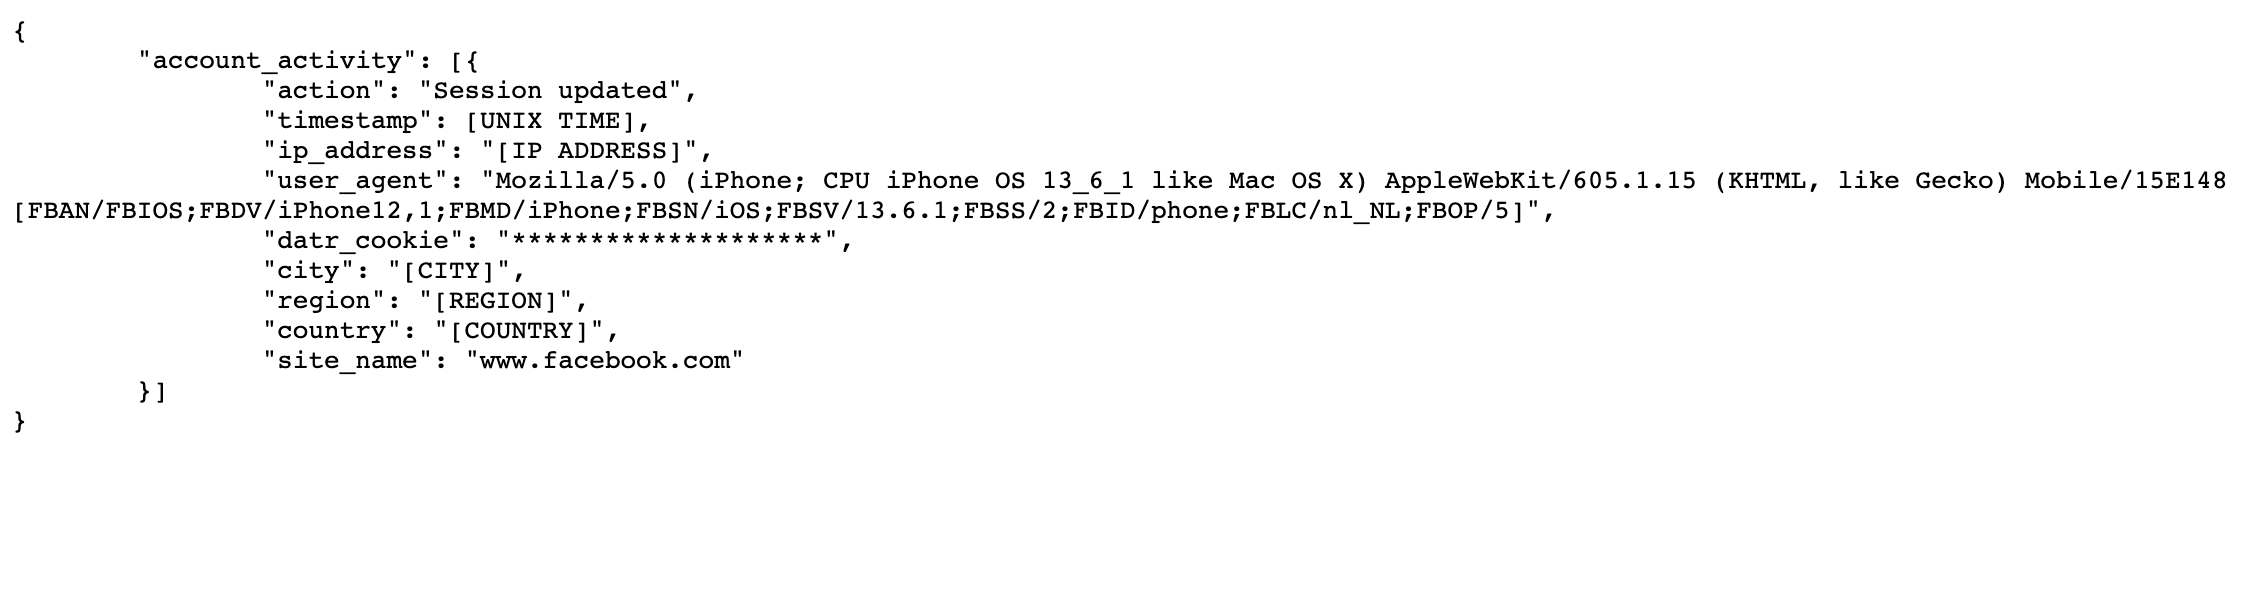 {
"account_activity": [{
"action": "Session updated",
"timestamp": [UNIX TIME],
"ip_address": "[IP ADDRESS]",
"user_agent": "Mozilla/5.0 (iPhone; CPU iPhone OS 13_6_1 like Mac OS X) AppleWebKit/605.1.15 (KHTML, like Gecko) Mobile/15E148
[FBAN/FBIOS;FBDV/iPhone12,1;FBMD/iPhone;FBSN/iOS;FBSV/13.6.1;FBSS/2;FBID/phone;FBLC/nl_NL;FBOP/5]",
"datr_cookie": "********************",
"city": "[CITY]",
"region": "[REGION]",
"country": "[COUNTRY]",
"site_name": "www.facebook.com"
}]
}